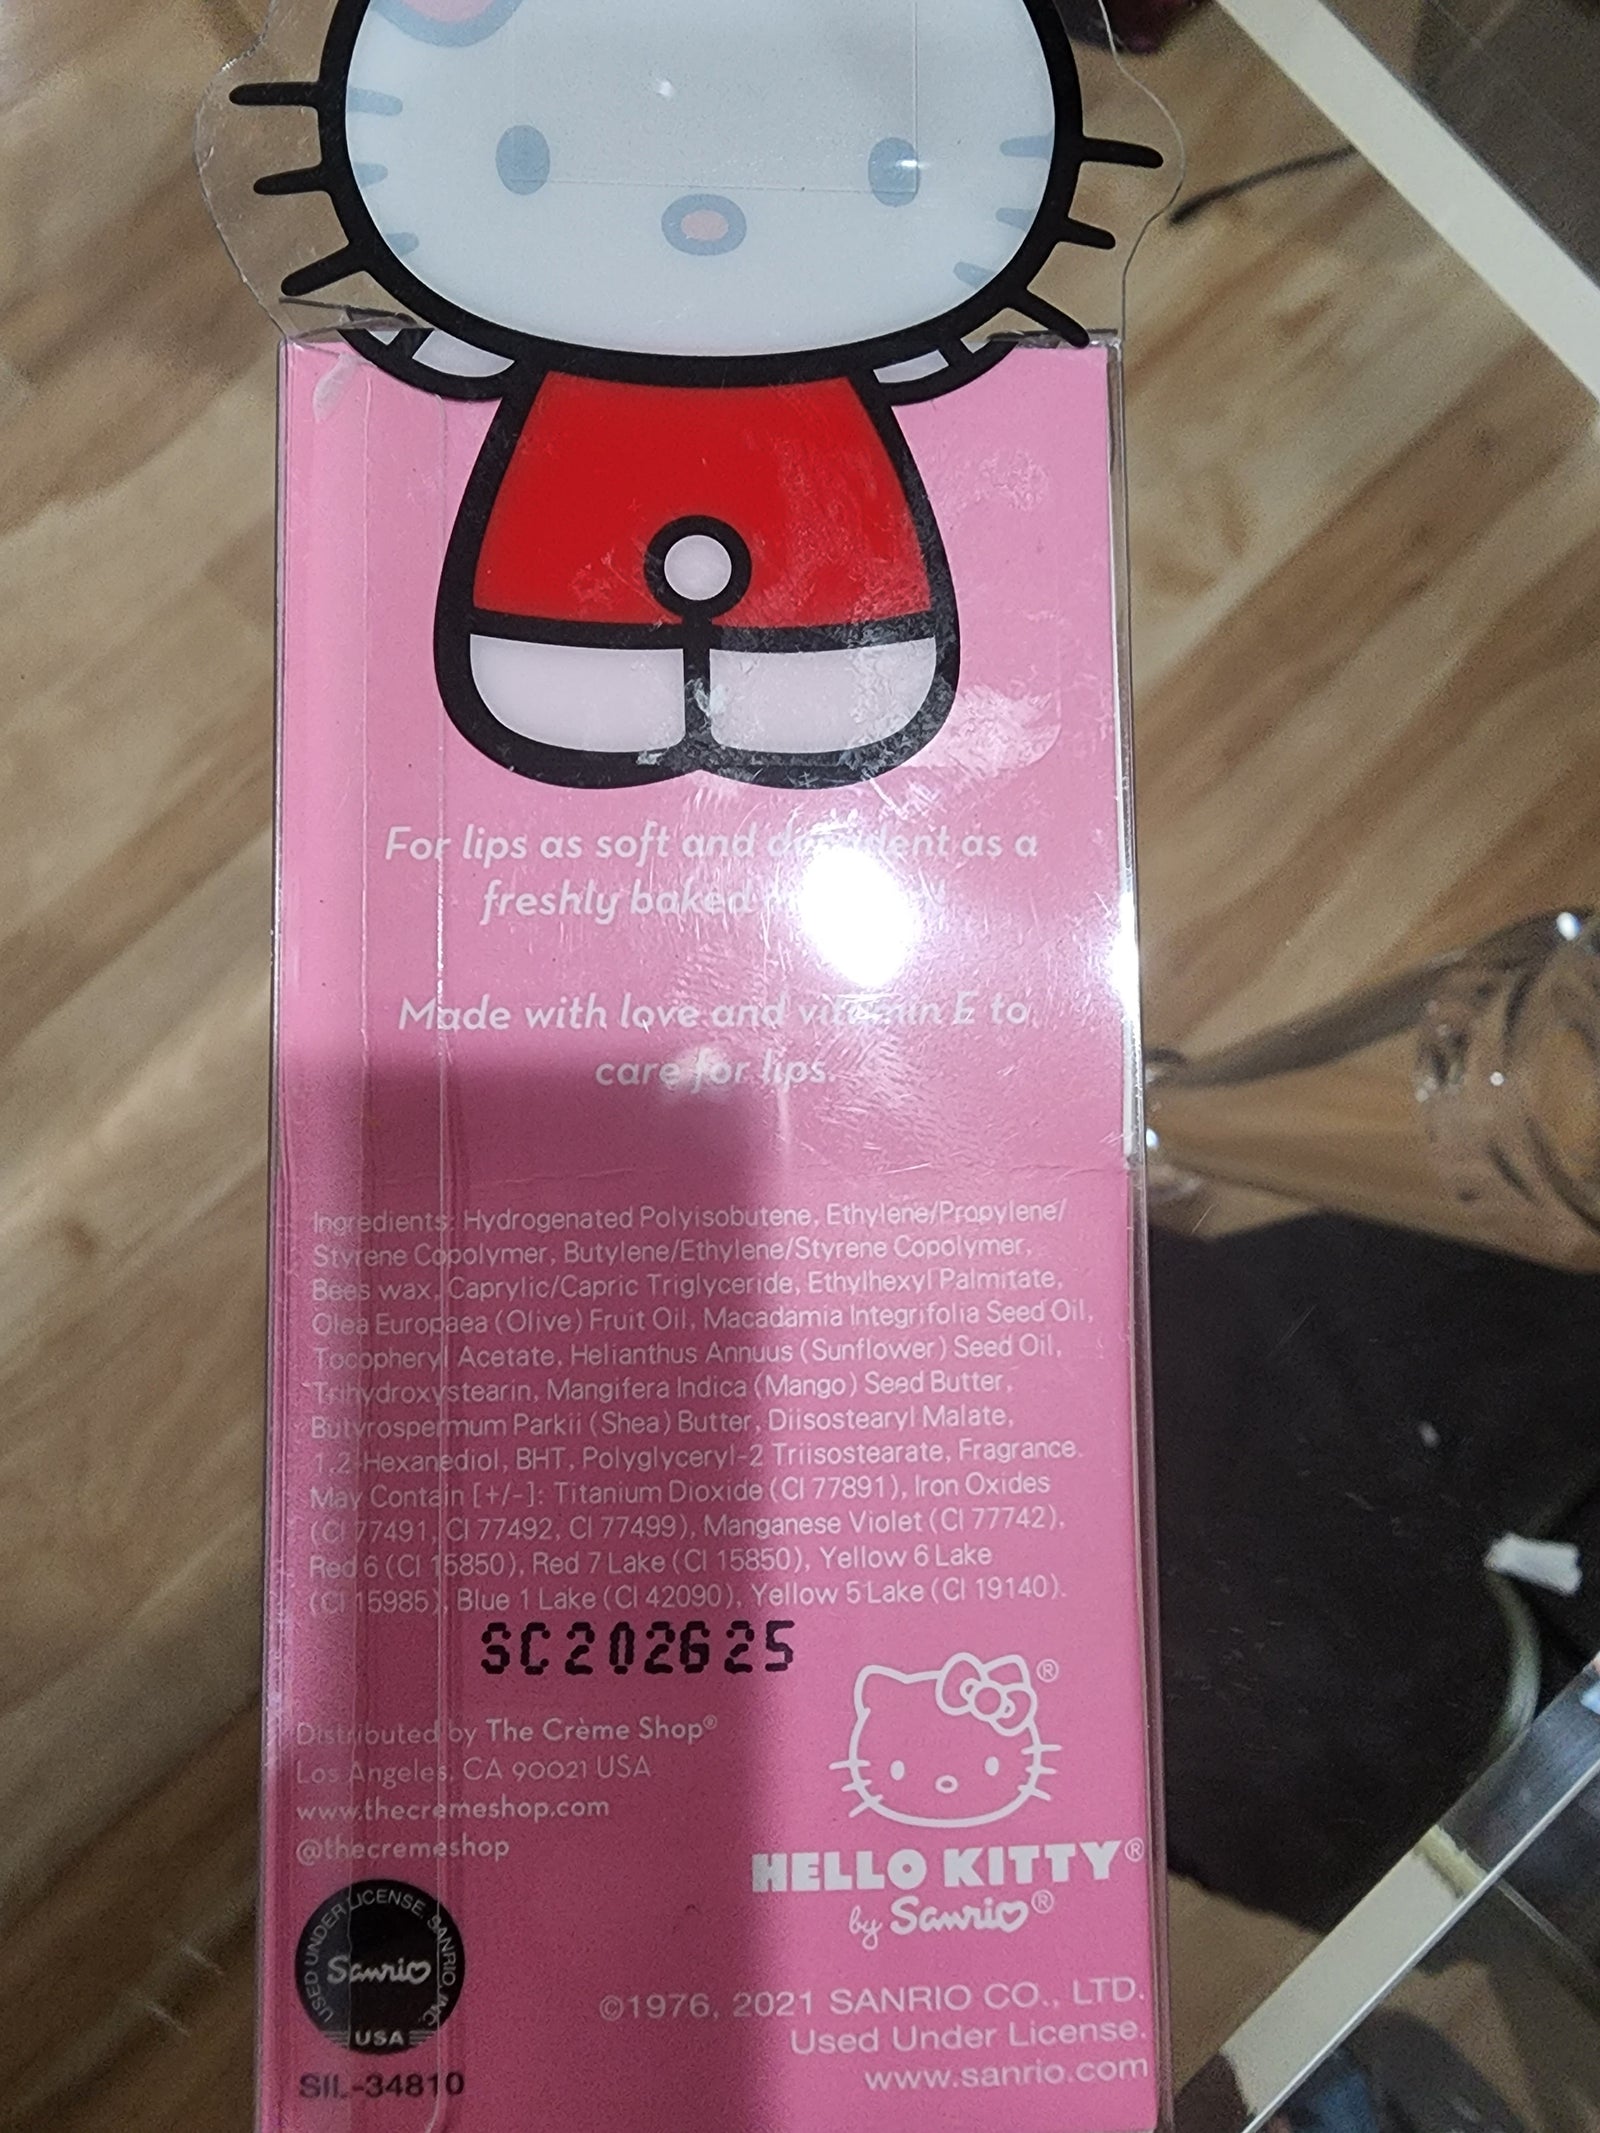 For lips as soft and as a
freshly baked
Made with love and vitamin E to
care for lips.
Ingredients: Hydrogenated Polyisobutene, Ethylene/Propylene/
Styrene Copolymer, Butylene/Ethylene/Styrene Copolymer,
Bees wax, Caprylic/Capric Triglyceride, Ethylhexyl Palmitate,
Olea Europaea (Olive) Fruit Oil, Macadamia Integrifolia Seed Oil,
Tocopheryl Acetate, Helianthus Annuus (Sunflower) Seed Oil,
Trihydroxystearin, Mangifera Indica (Mango) Seed Butter,
Butyrospermum Parkii (Shea) Butter, Diisostearyl Malate,
1,2-Hexanediol, BHT, Polyglyceryl-2 Triisostearate, Fragrance.
May Contain [+/-]: Titanium Dioxide (CI 77891), Iron Oxides
(CI 77491, CI 77492, CI 77499), Manganese Violet (CI 77742),
Red 6 (CI 15850), Red 7 Lake (CI 15850), Yellow 6 Lake
(CI 15985), Blue 1 Lake (CI 42090), Yellow 5 Lake (CI 19140).
SC202G25
Distributed by The Crème Shop®
Los Angeles, CA 90021 USA
www.thecremeshop.com
@thecremeshop
®
HELLO KITTY®
by Sanrio®
USED UNDER LICENSE SANRIO, INC.
Sanrio
USA
SIL-34810
©1976, 2021 SANRIO CO., LTD.
Used Under License.
www.sanrio.com